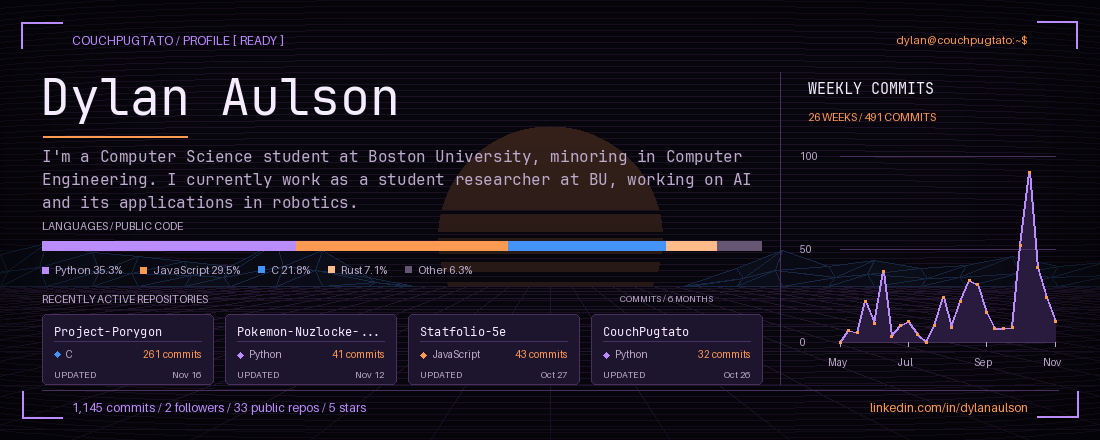 COUCHPUGTATO / PROFILE [ READY ]
dylan@couchpugtato:~$
Dylan Aulson
I'm a Computer Science student at Boston University, minoring in Computer
Engineering. I currently work as a student researcher at BU, working on AI
and its applications in robotics.
LANGUAGES / PUBLIC CODE
Python 35.3% JavaScript 29.5% C 21.8% Rust 7.1% Other 6.3%
RECENTLY ACTIVE REPOSITORIES
COMMITS / 6 MONTHS
Project-Porygon
C 261 commits
UPDATED Nov 16
Pokemon-Nuzlocke-...
Python 41 commits
UPDATED Nov 12
Statfolio-5e
JavaScript 43 commits
UPDATED Oct 27
CouchPugtato
Python 32 commits
UPDATED Oct 26
WEEKLY COMMITS
26 WEEKS / 491 COMMITS
100
50
0
May Jul Sep Nov
1,145 commits / 2 followers / 33 public repos / 5 stars
linkedin.com/in/dylanaulson